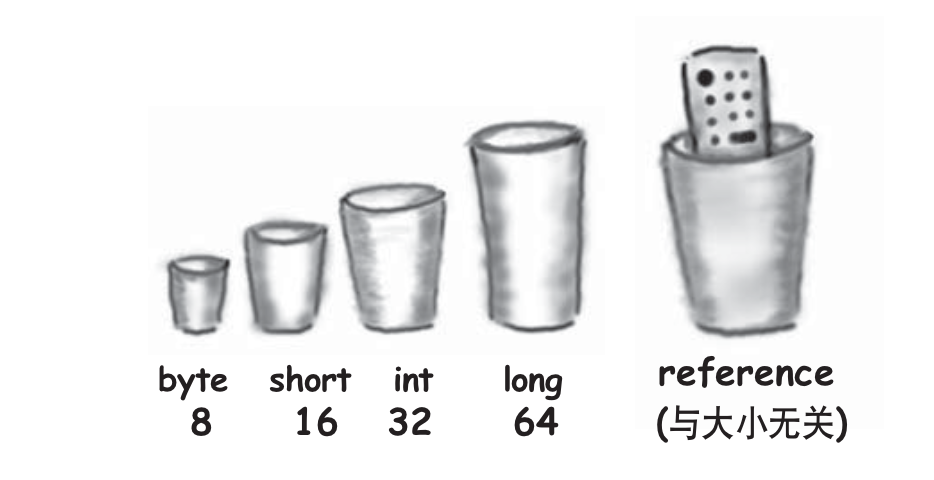 byte short int long reference
8 16 32 64 (与大小无关)